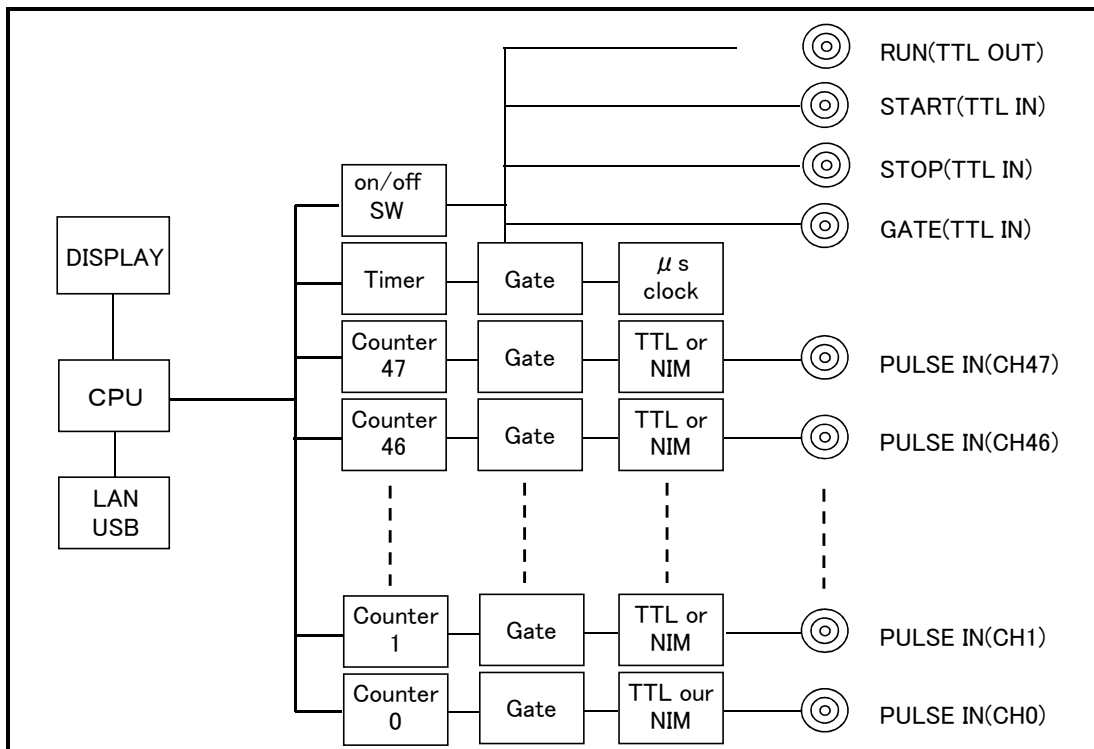 RUN(TTL OUT)
START(TTL IN)
STOP(TTL IN)
GATE(TTL IN)
on/off
SW
DISPLAY
Timer
Gate
μs
clock
Counter
47
Gate
TTL or
NIM
PULSE IN(CH47)
CPU
Counter
46
Gate
TTL or
NIM
PULSE IN(CH46)
LAN
USB
Counter
1
Gate
TTL or
NIM
PULSE IN(CH1)
Counter
0
Gate
TTL our
NIM
PULSE IN(CH0)